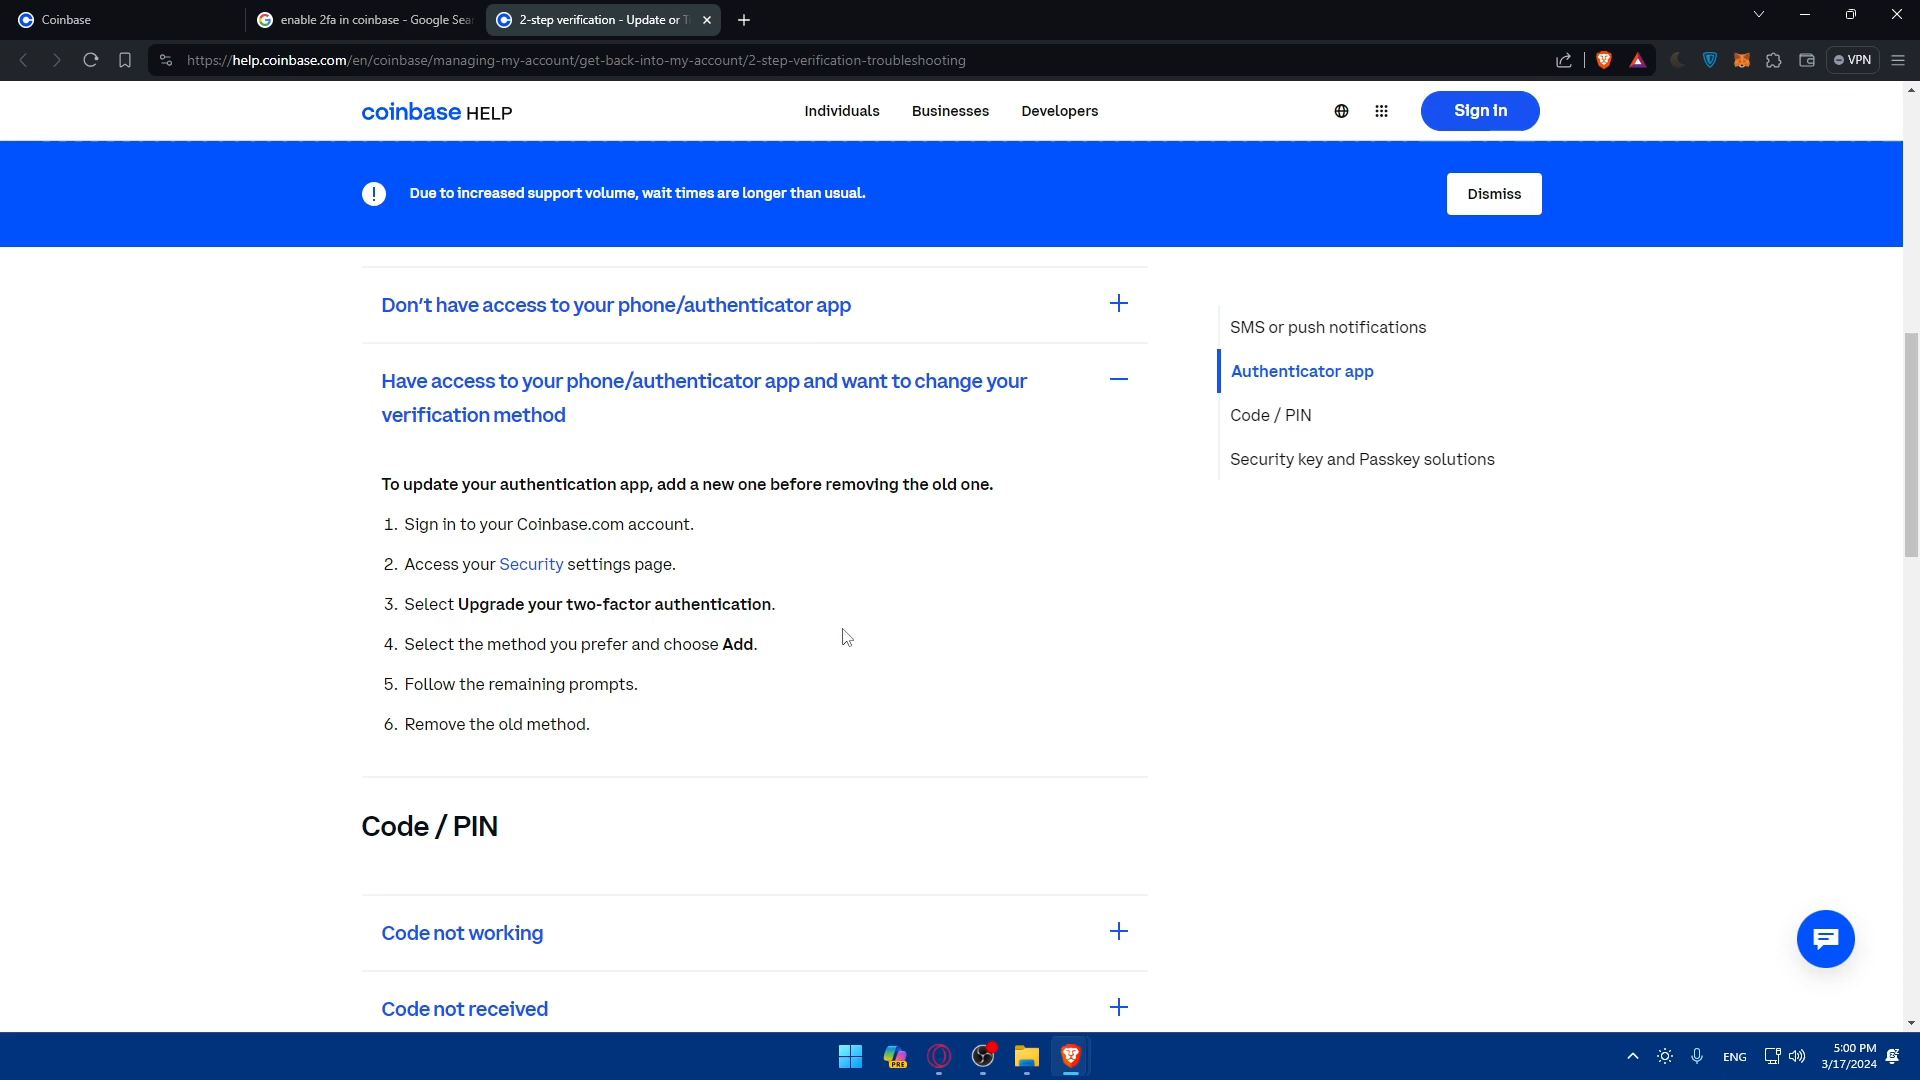 Coinbase
enable 2fa in coinbase - Google Sea
2-step verification - Update or T
https://help.coinbase.com/en/coinbase/managing-my-account/get-back-into-my-account/2-step-verification-troubleshooting
VPN
coinbase HELP
Individuals
Businesses
Developers
Sign in
Due to increased support volume, wait times are longer than usual.
Dismiss
Don't have access to your phone/authenticator app
Have access to your phone/authenticator app and want to change your
verification method
To update your authentication app, add a new one before removing the old one.
1. Sign in to your Coinbase.com account.
2. Access your Security settings page.
3. Select Upgrade your two-factor authentication.
4. Select the method you prefer and choose Add.
5. Follow the remaining prompts.
6. Remove the old method.
SMS or push notifications
Authenticator app
Code / PIN
Security key and Passkey solutions
Code / PIN
Code not working
Code not received
PRE
ENG
5:00 PM
3/17/2024